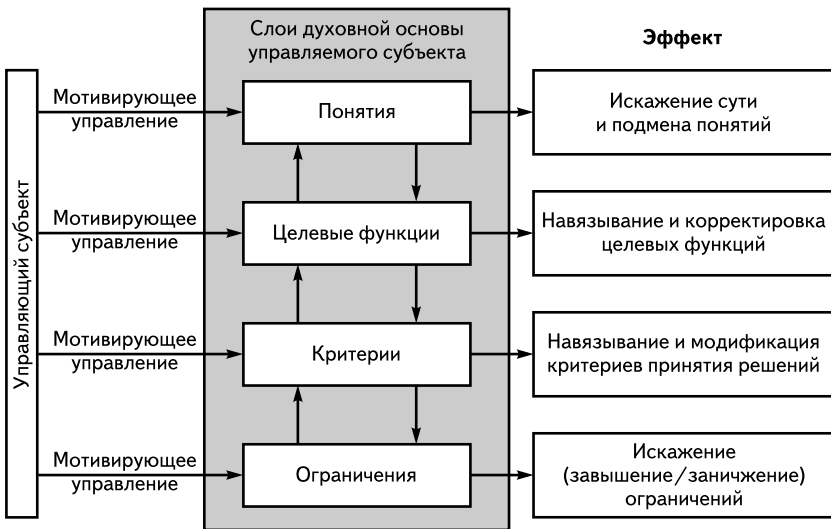 Слои духовной основы
управляемого субъекта
Эффект
Управляющий субъект
Мотивирующее
управление
Понятия
Искажение сути
и подмена понятий
Мотивирующее
управление
Целевые функции
Навязывание и корректировка
целевых функций
Мотивирующее
управление
Критерии
Навязывание и модификация
критериев принятия решений
Мотивирующее
управление
Ограничения
Искажение
(завышение/заничжение)
ограничений